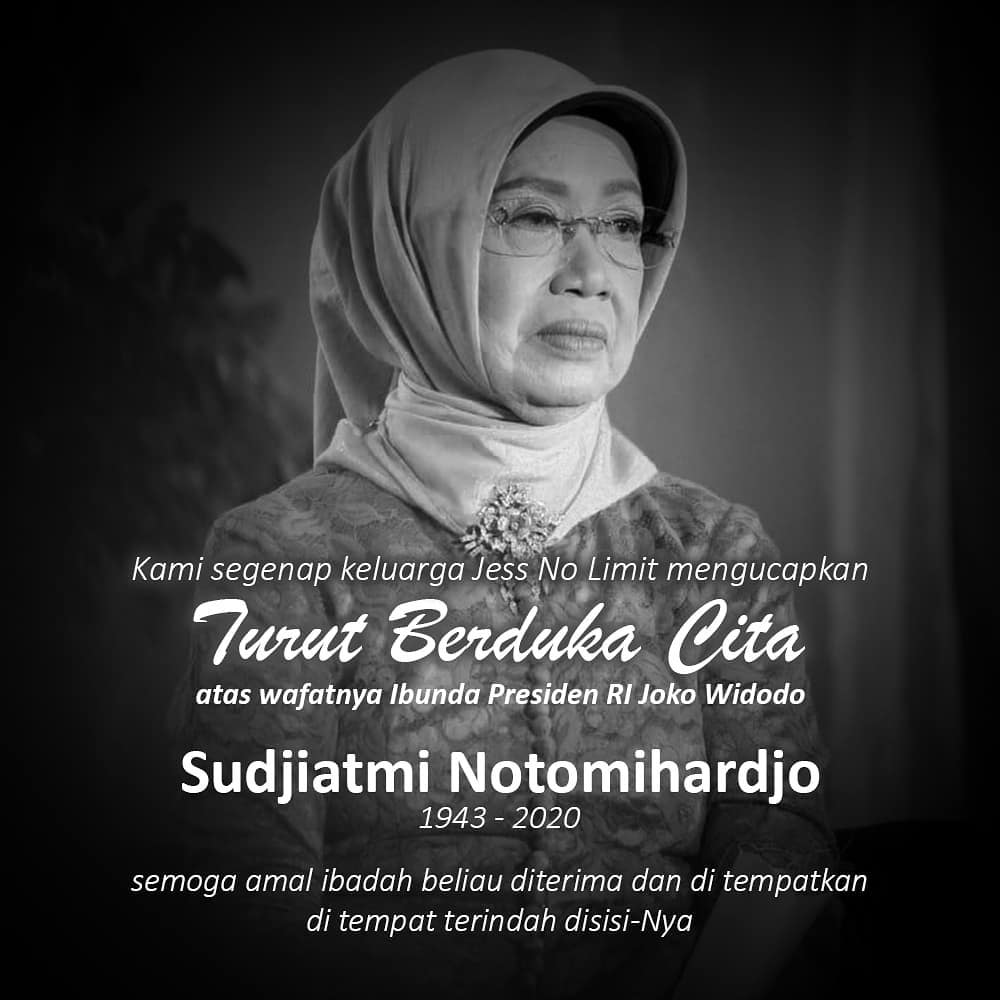 Kami segenap keluarga Jess No Limit mengucapkan
Turut Berduka Cita
atas wafatnya Ibunda Presiden RI Joko Widodo
Sudjiatmi Notomihardjo
1943 - 2020
semoga amal ibadah beliau diterima dan di tempatkan
di tempat terindah disisi-Nya